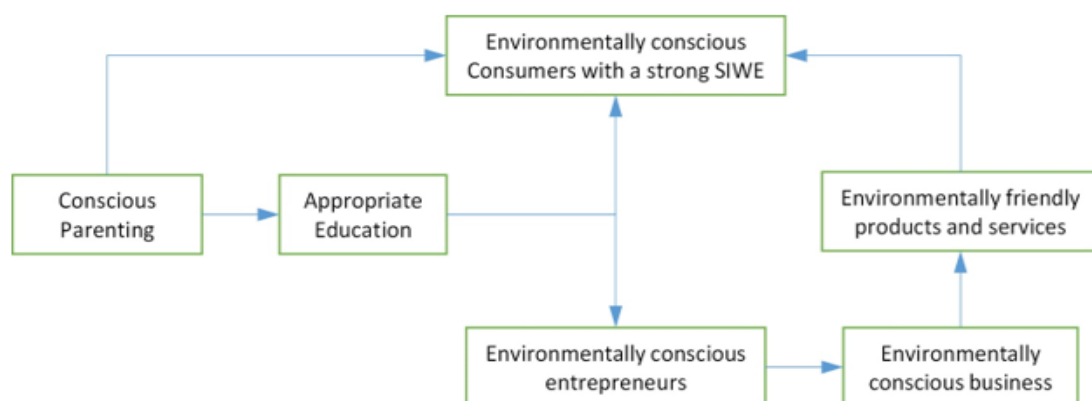 Environmentally conscious
Consumers with a strong SIWE
Conscious
Parenting
Appropriate
Education
Environmentally friendly
products and services
Environmentally conscious
entrepreneurs
Environmentally
conscious business